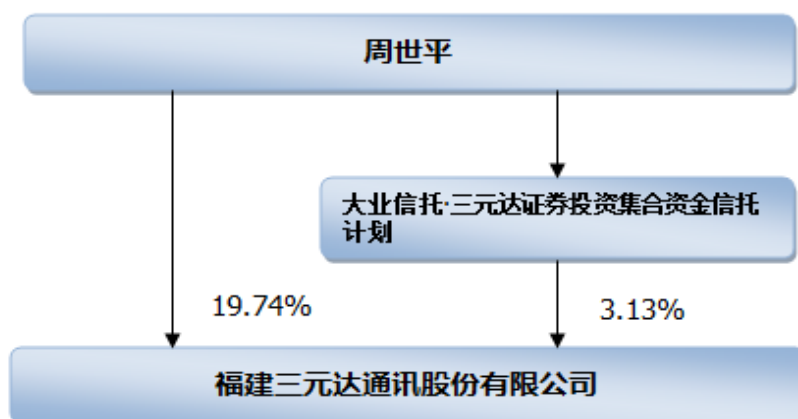 周世平
大业信托·三元达证券投资集合资金信托
计划
19.74%
3.13%
福建三元达通讯股份有限公司